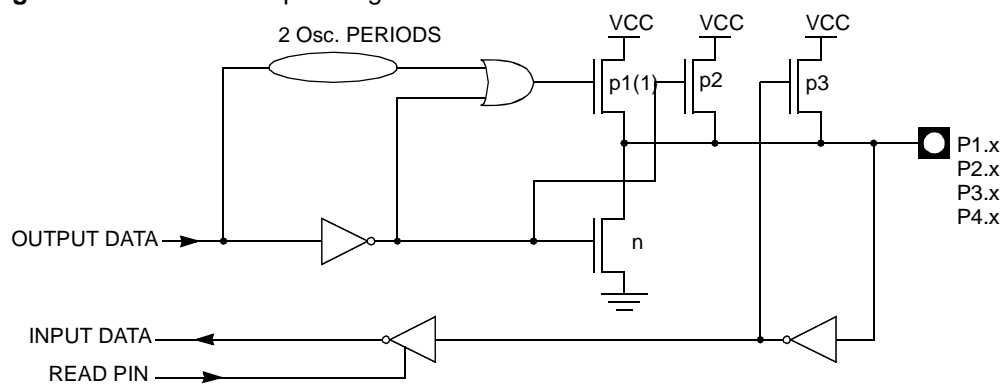 2 Osc. PERIODS
VCC
VCC
VCC
p1(1)
p2
p3
P1.x
P2.x
P3.x
P4.x
OUTPUT DATA
n
INPUT DATA
READ PIN